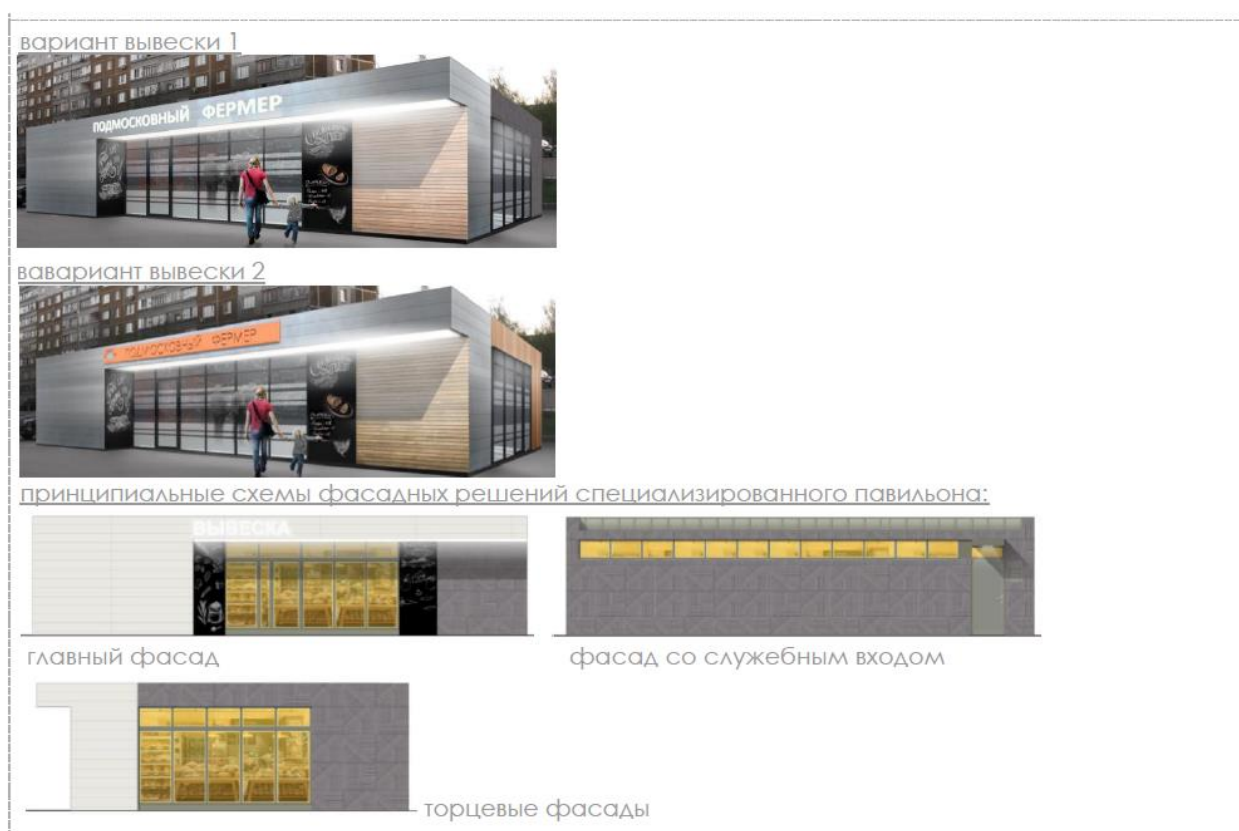 вариант вывески 1
ПОДМОСКОВНЫЙ ФЕРМЕР
вавариант вывески 2
ПОДМОСКОВНЫЙ ФЕРМЕР
принципиальные схемы фасадных решений специализированного павильона:
ВЫВЕСКА
главный фасад
фасад со служебным входом
торцевые фасады